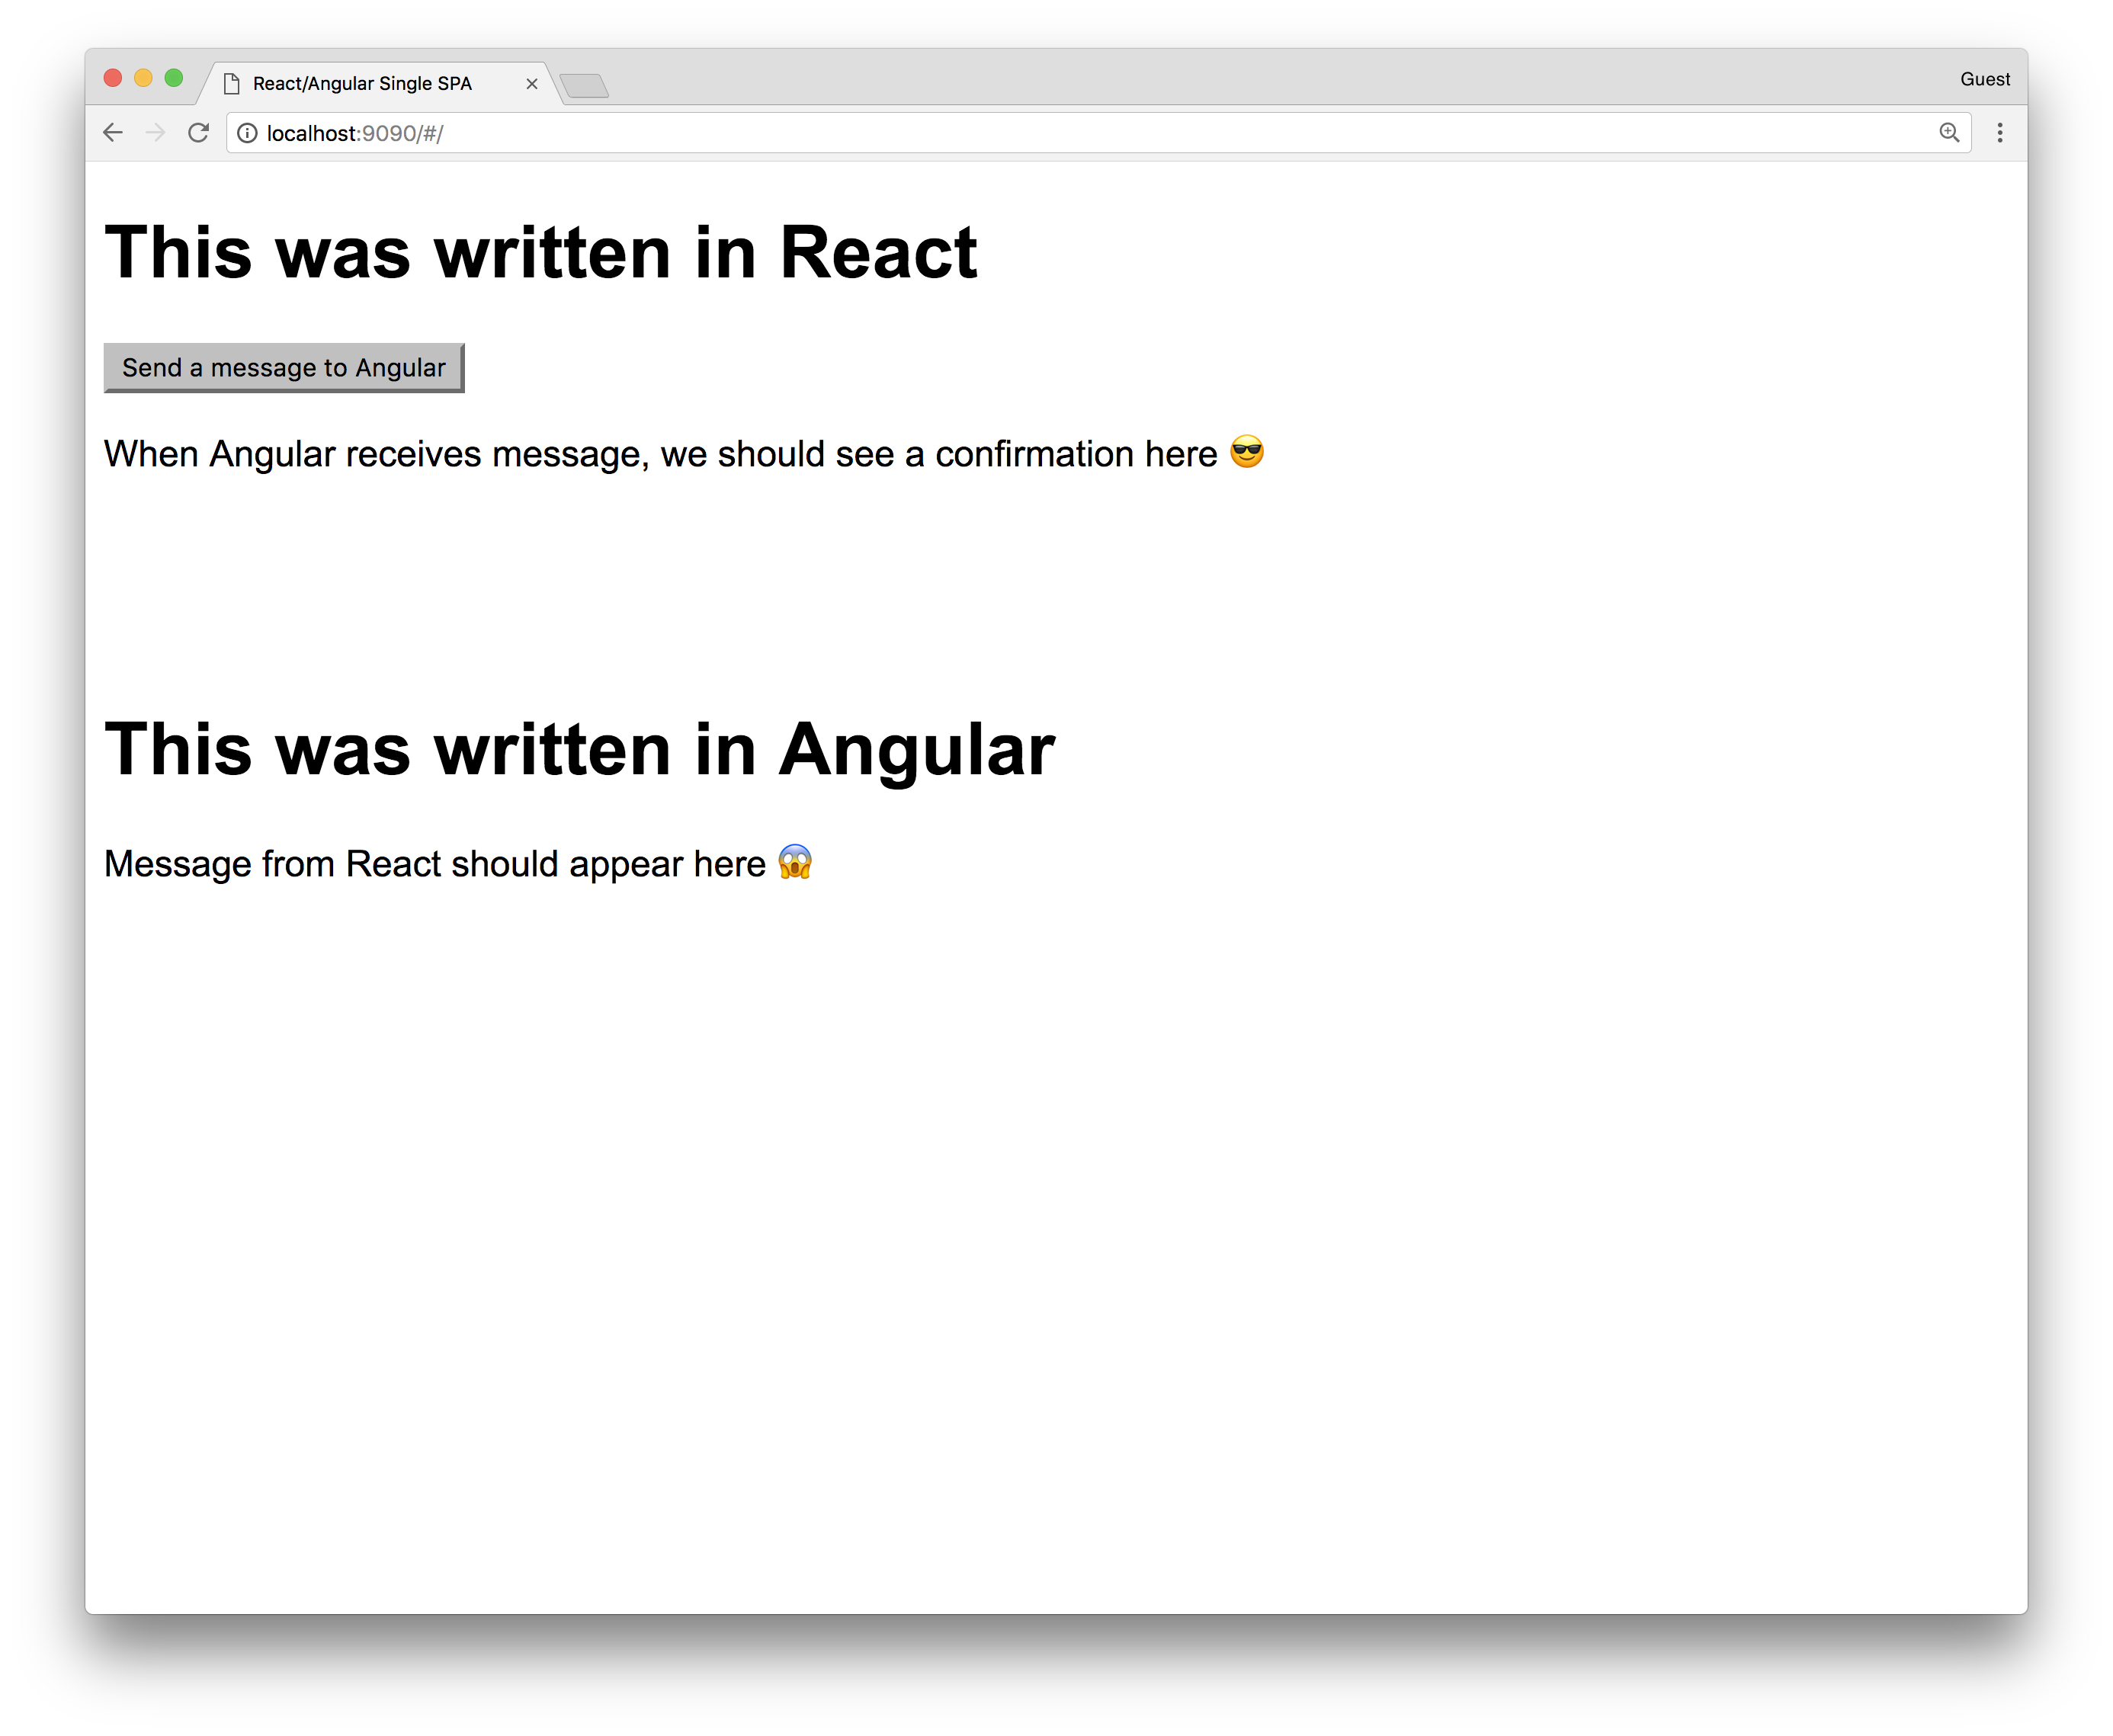 React/Angular Single SPA
Guest
localhost:9090/#/
This was written in React
Send a message to Angular
When Angular receives message, we should see a confirmation here 😎
This was written in Angular
Message from React should appear here 😱